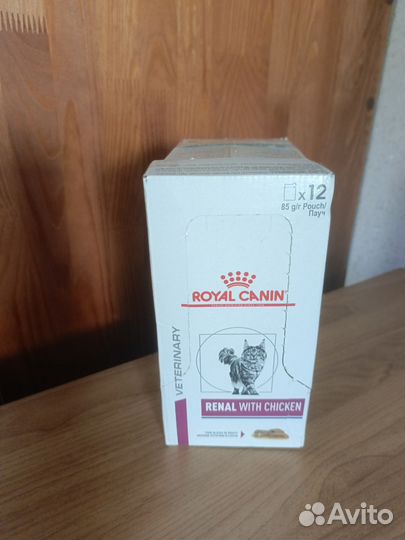 x12
85 g/г Pouch/
Пауч
ROYAL CANIN
VETERINARY
RENAL WITH CHICKEN
Avito